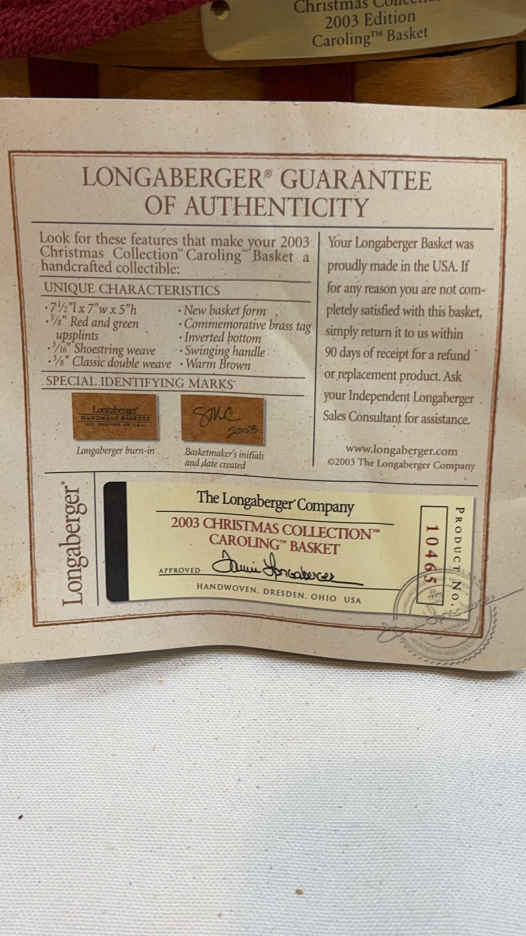 Christmas
2003 Edition
Caroling™ Basket
LONGABERGER® GUARANTEE
OF AUTHENTICITY
Look for these features that make your 2003
Christmas Collection™ Caroling™ Basket a
handcrafted collectible:
UNIQUE CHARACTERISTICS
· 7½"l x 7"w x 5"h
· ⅜" Red and green
upsplints
· 3/16" Shoestring weave
· ⅜" Classic double weave
· New basket form
· Commemorative brass tag
· Inverted bottom
· Swinging handle
· Warm Brown
SPECIAL IDENTIFYING MARKS
Longaberger®
HANDWOVEN BASKETS
SMC
2003
Longaberger burn-in
Basketmaker's initials
and date created
Your Longaberger Basket was
proudly made in the USA. If
for any reason you are not com-
pletely satisfied with this basket,
simply return it to us within
90 days of receipt for a refund
or replacement product. Ask
your Independent Longaberger
Sales Consultant for assistance.
www.longaberger.com
©2003 The Longaberger Company
Longaberger®
The Longaberger® Company
2003 CHRISTMAS COLLECTION™
CAROLING™ BASKET
APPROVED Tami Longaberger
HANDWOVEN, DRESDEN, OHIO USA
PRODUCT NO.
10465